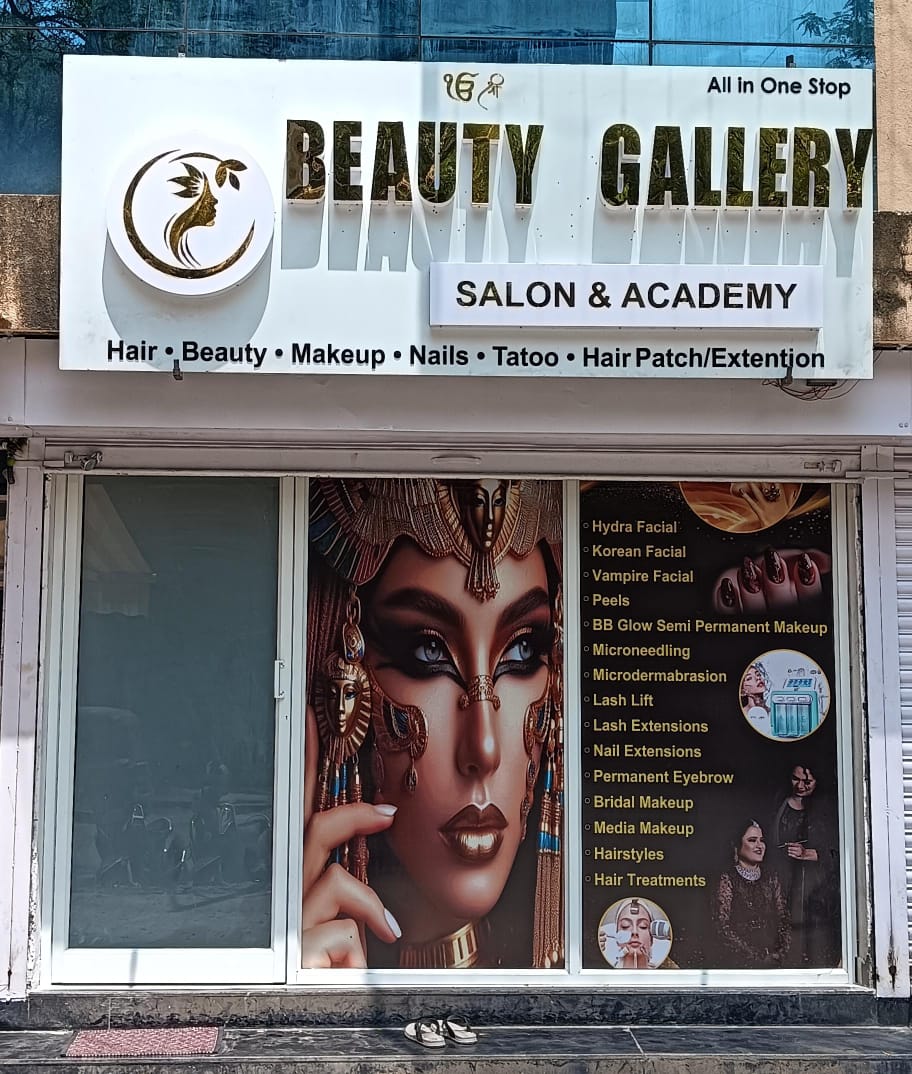 ੴ श्री
All in One Stop
BEAUTY GALLERY
SALON & ACADEMY
Hair • Beauty • Makeup • Nails • Tatoo • Hair Patch/Extention
Hydra Facial
Korean Facial
Vampire Facial
Peels
BB Glow Semi Permanent Makeup
Microneedling
Microdermabrasion
Lash Lift
Lash Extensions
Nail Extensions
Permanent Eyebrow
Bridal Makeup
Media Makeup
Hairstyles
Hair Treatments